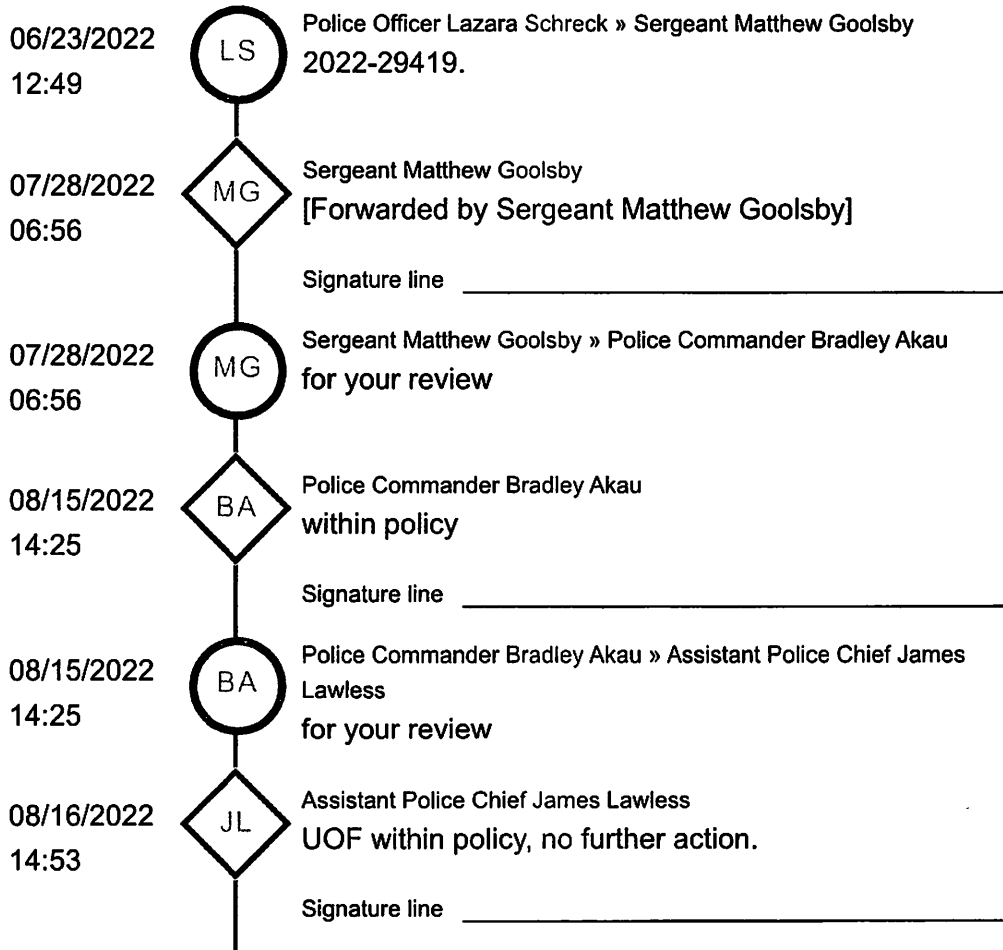 06/23/2022
12:49
LS
Police Officer Lazara Schreck » Sergeant Matthew Goolsby
2022-29419.
07/28/2022
06:56
MG
Sergeant Matthew Goolsby
[Forwarded by Sergeant Matthew Goolsby]
Signature line
07/28/2022
06:56
MG
Sergeant Matthew Goolsby » Police Commander Bradley Akau
for your review
08/15/2022
14:25
BA
Police Commander Bradley Akau
within policy
Signature line
08/15/2022
14:25
BA
Police Commander Bradley Akau » Assistant Police Chief James
Lawless
for your review
08/16/2022
14:53
JL
Assistant Police Chief James Lawless
UOF within policy, no further action.
Signature line